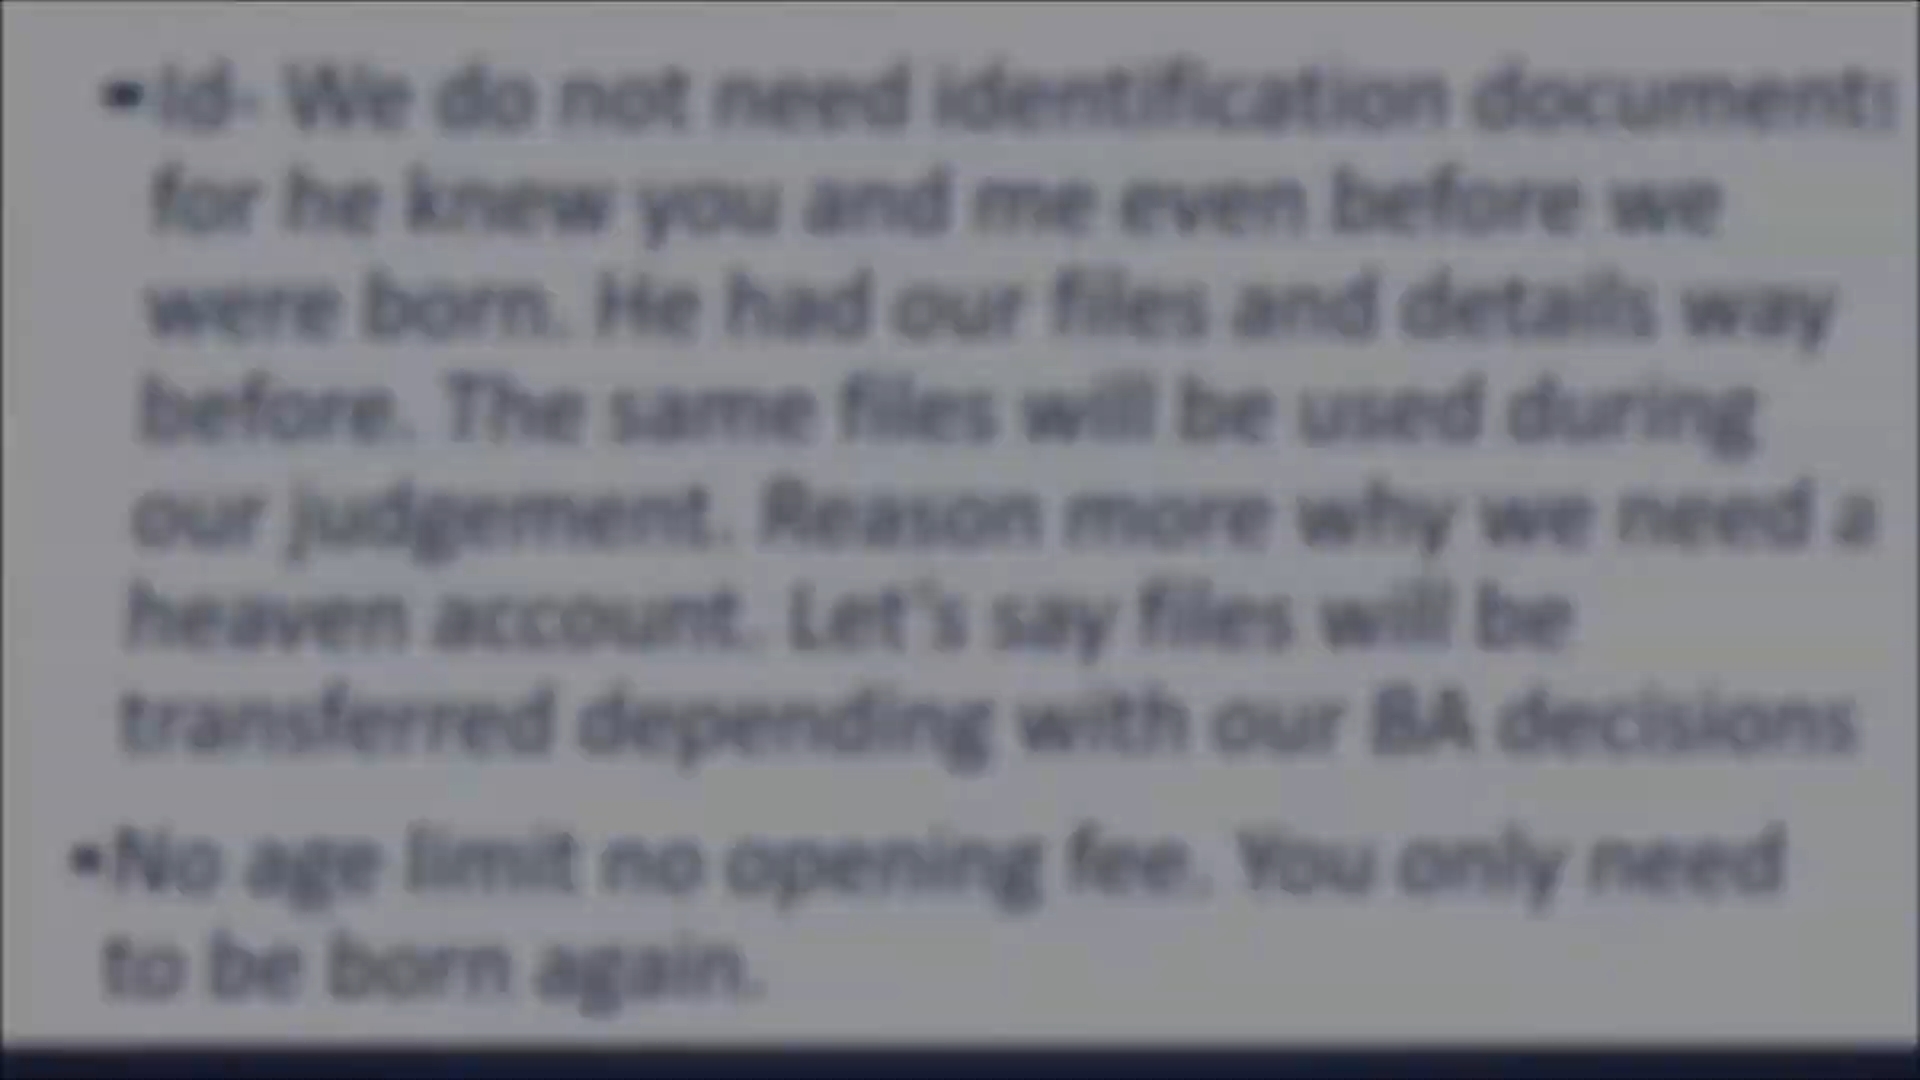 •Id- We do not need identification documents
for he knew you and me even before we
were born. He had our files and details way
before. The same files will be used during
our judgement. Reason more why we need a
heaven account. Let's say files will be
transferred depending with our BA decisions
•No age limit no opening fee. You only need
to be born again.